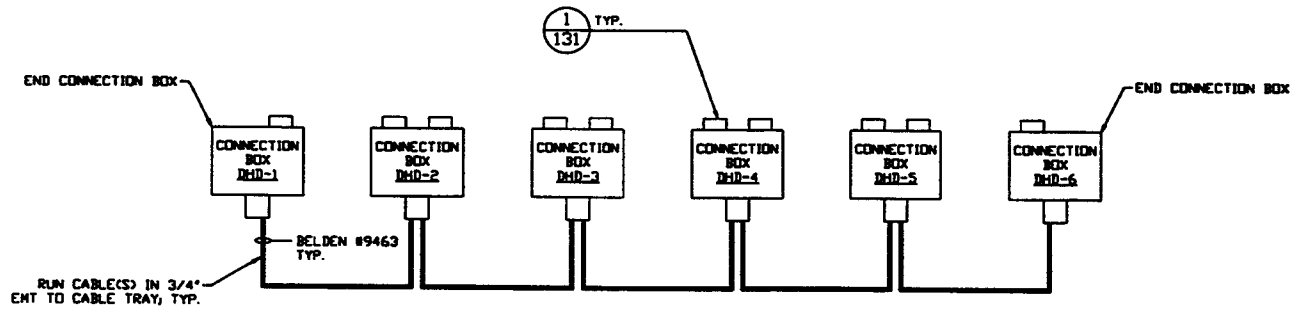 1
131
TYP.
END CONNECTION BOX
END CONNECTION BOX
CONNECTION
BOX
DHD-1
CONNECTION
BOX
DHD-2
CONNECTION
BOX
DHD-3
CONNECTION
BOX
DHD-4
CONNECTION
BOX
DHD-5
CONNECTION
BOX
DHD-6
BELDEN #9463
TYP.
RUN CABLE(S) IN 3/4"
EMT TO CABLE TRAY, TYP.